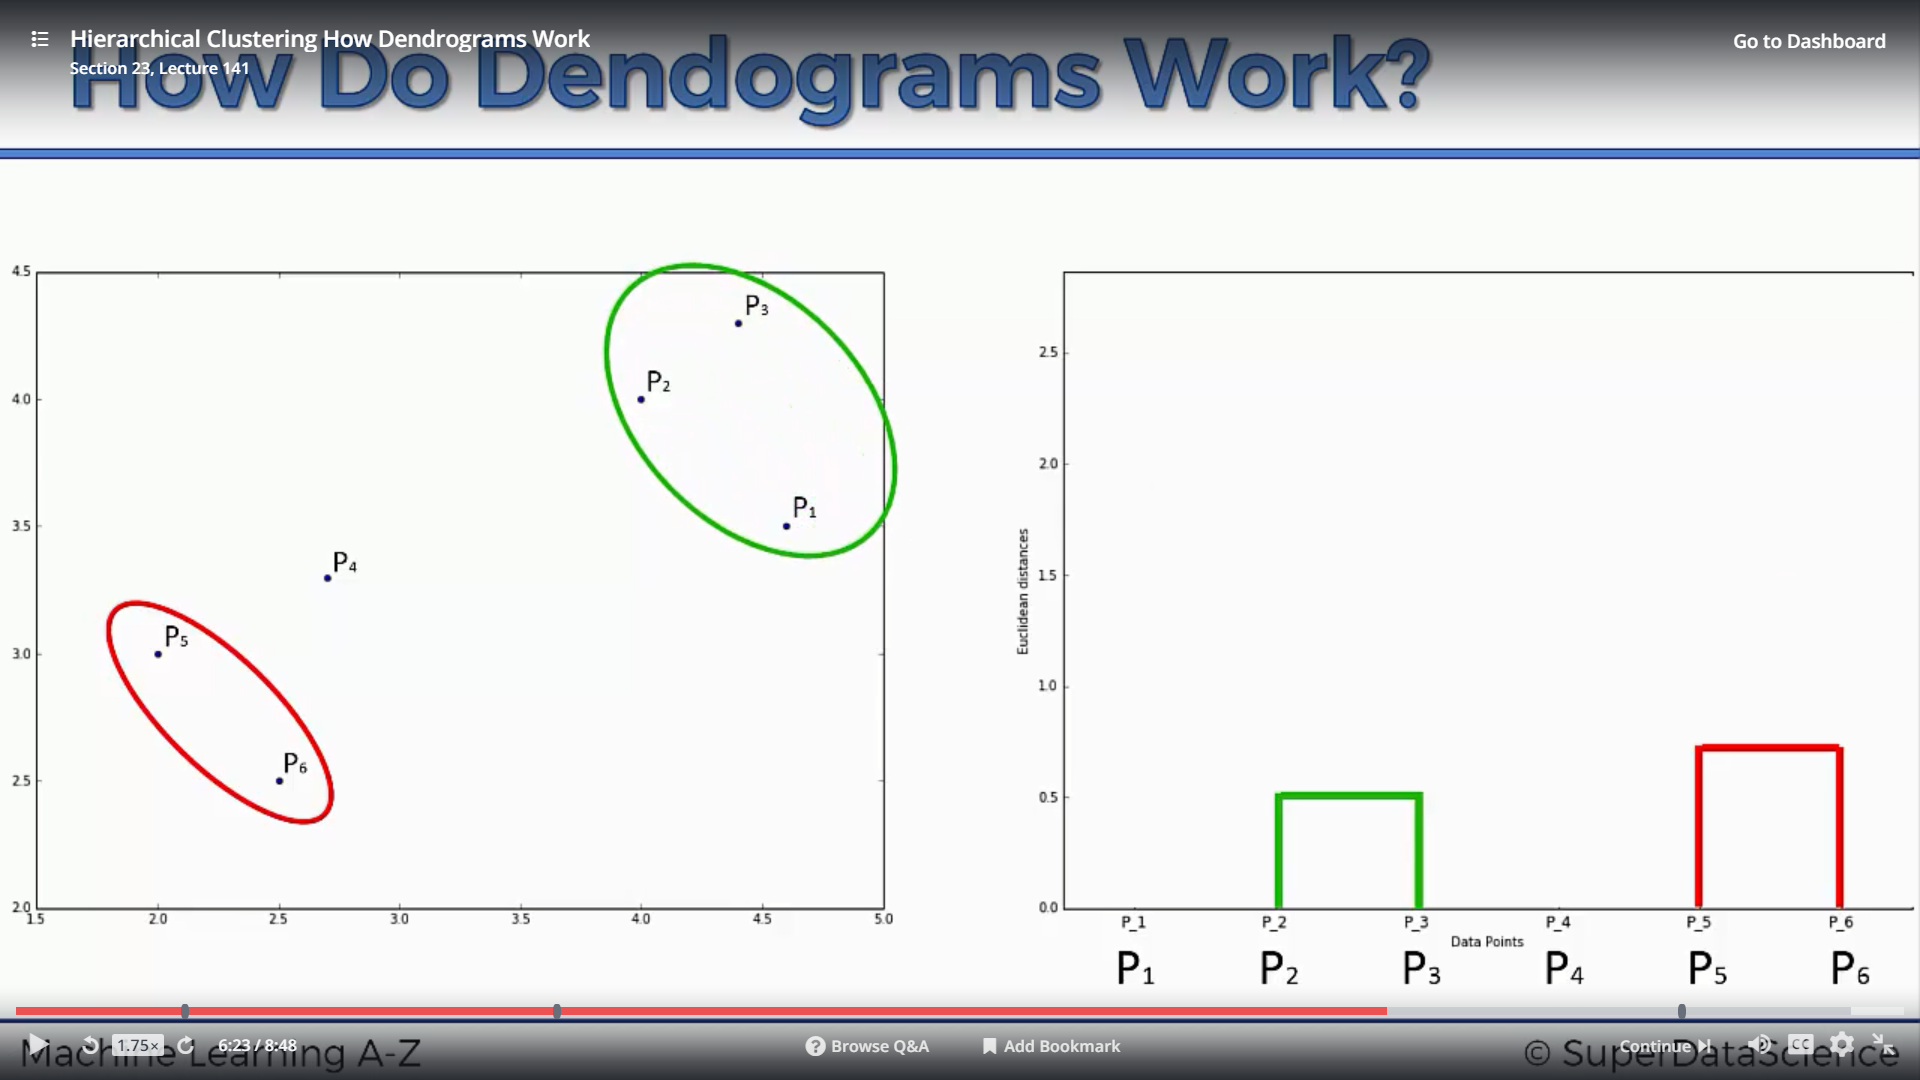 Hierarchical Clustering How Dendrograms Work
Go to Dashboard
Section 23, Lecture 141
How Do Dendograms Work?
4.5
4.0
3.5
3.0
2.5
2.0
1.5 2.0 2.5 3.0 3.5 4.0 4.5 5.0
P3
P2
P1
P4
P5
P6
2.5
2.0
1.5
1.0
0.5
0.0
Euclidean distances
P_1 P_2 P_3 P_4 P_5 P_6
Data Points
P1 P2 P3 P4 P5 P6
1.75× 6:23 / 8:48 Browse Q&A Add Bookmark Continue CC
Machine Learning A-Z © SuperDataScience